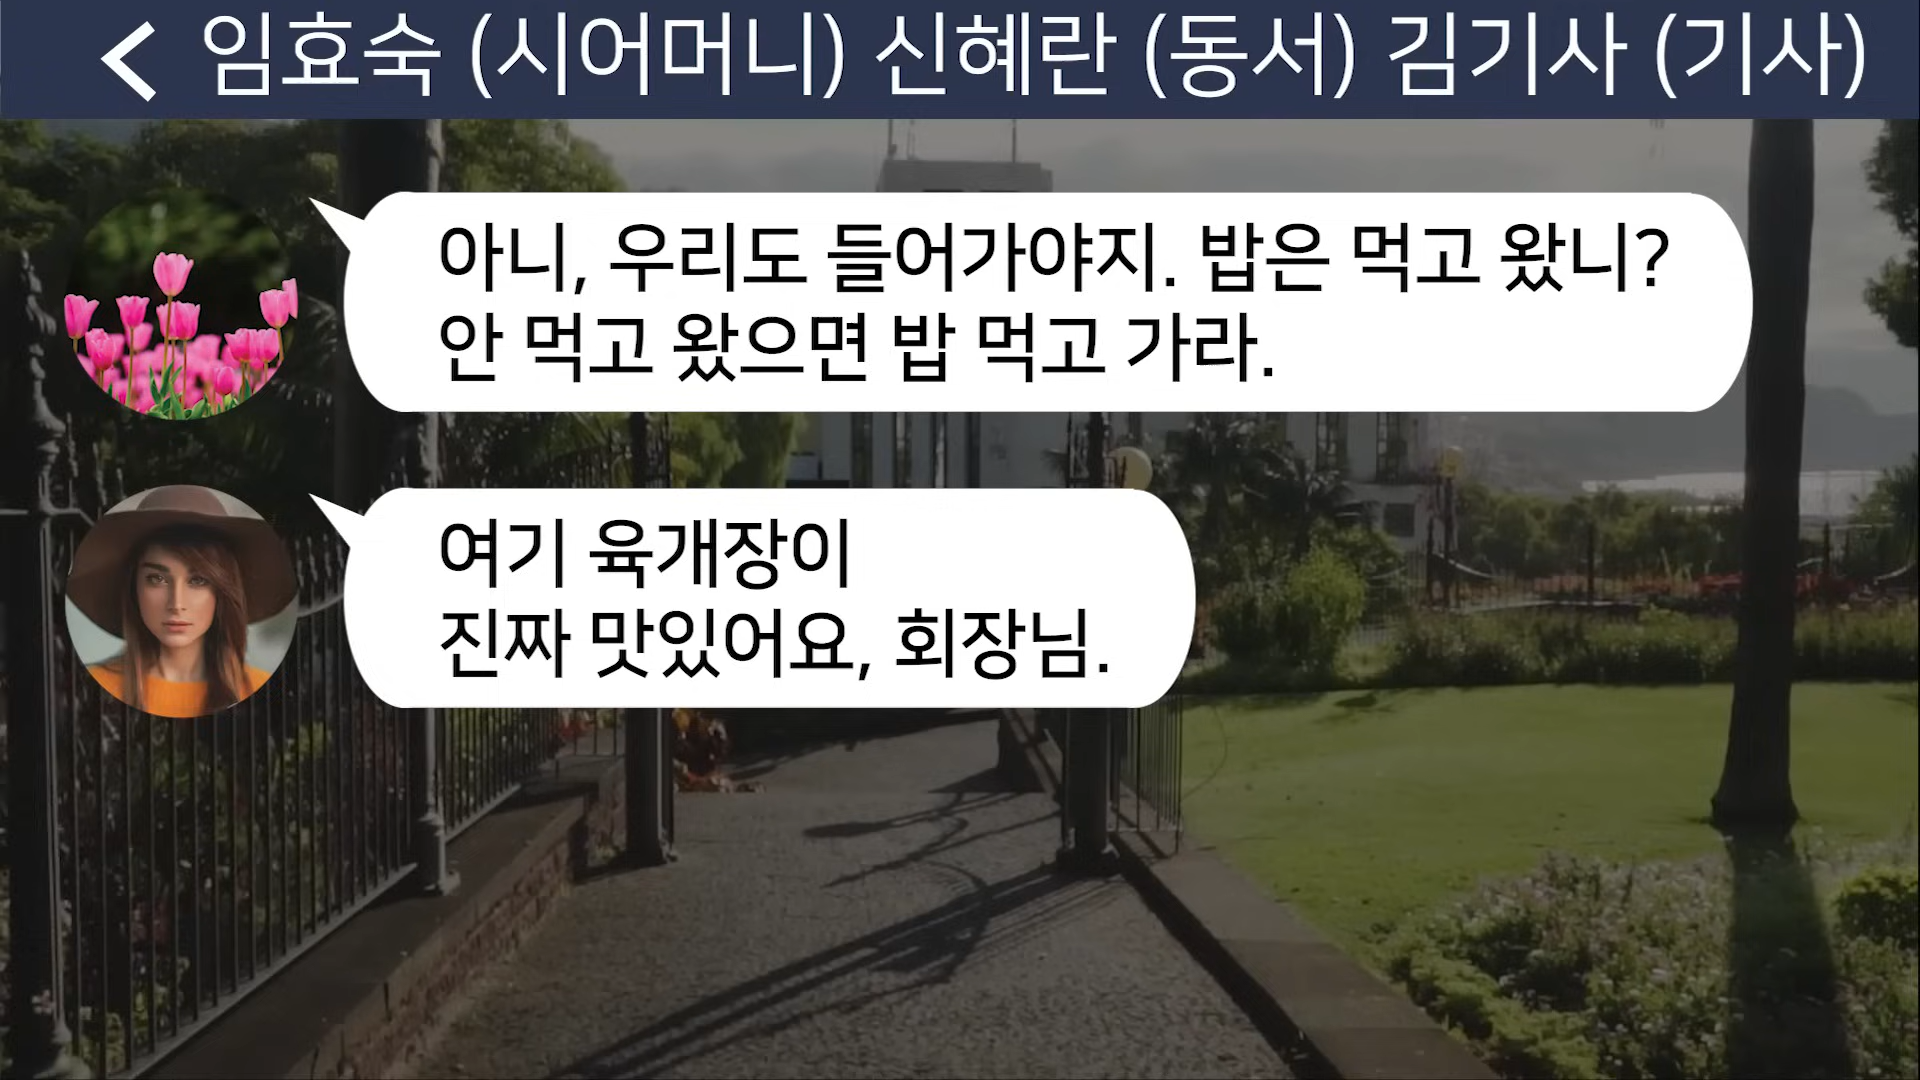 임효숙 (시어머니) 신혜란 (동서) 김기사 (기사)
아니, 우리도 들어가야지. 밥은 먹고 왔니?
안 먹고 왔으면 밥 먹고 가라.
여기 육개장이
진짜 맛있어요, 회장님.